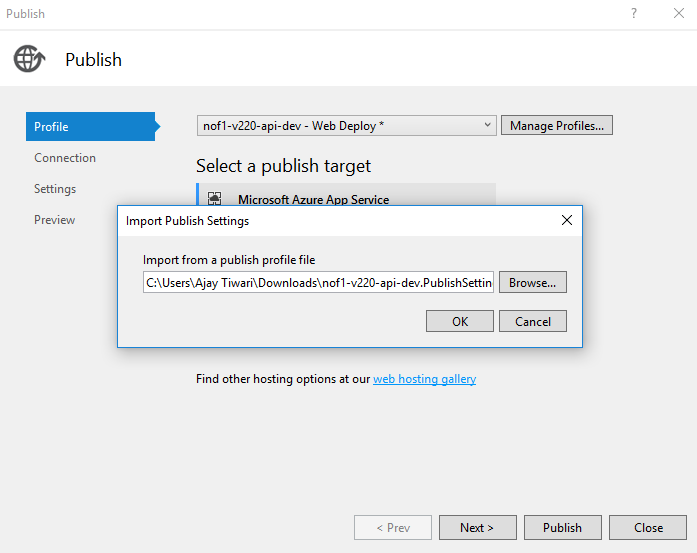 Publish
?
Publish
Profile
nof1-v220-api-dev - Web Deploy *
Manage Profiles...
Connection
Settings
Preview
Select a publish target
Microsoft Azure App Service
Import Publish Settings
Import from a publish profile file
C:\Users\Ajay Tiwari\Downloads\nof1-v220-api-dev.PublishSettin
Browse...
OK
Cancel
Find other hosting options at our web hosting gallery
< Prev
Next >
Publish
Close